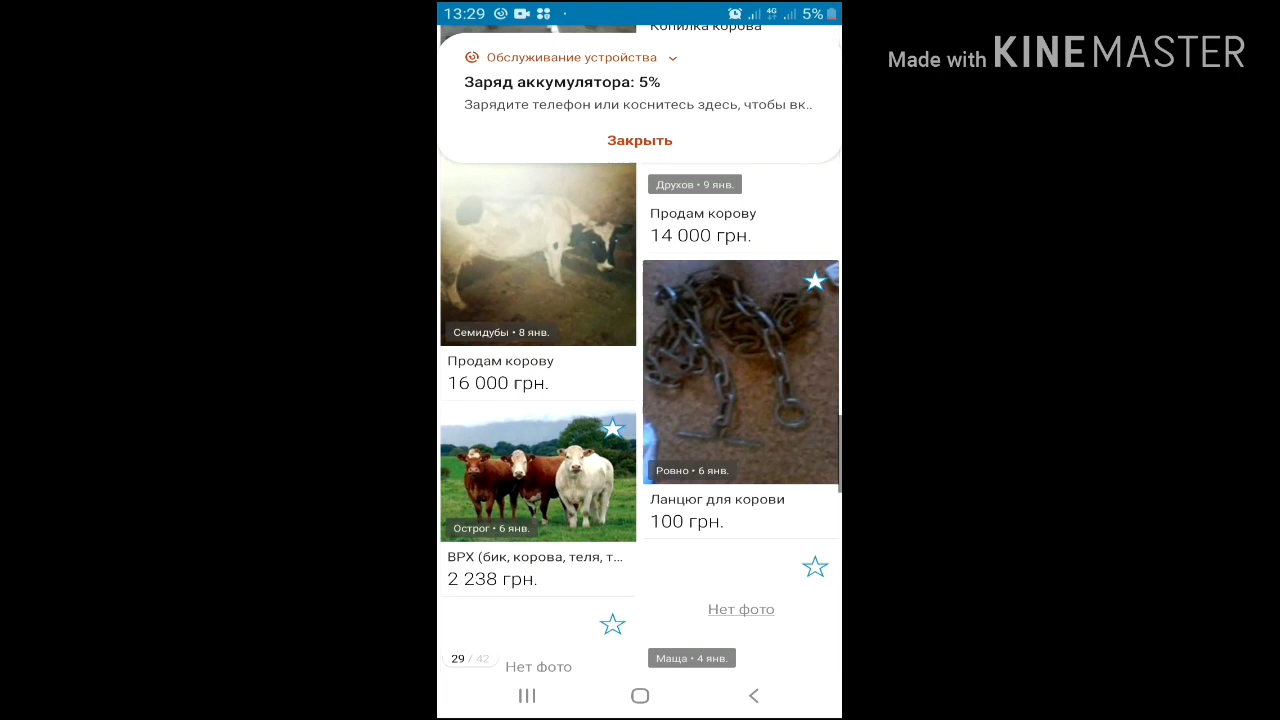 13:29
4G
5%
Копилка корова
Made with KINEMASTER
Обслуживание устройства
Заряд аккумулятора: 5%
Зарядите телефон или коснитесь здесь, чтобы вк..
Закрыть
Друхов • 9 янв.
Продам корову
14 000 грн.
Семидубы • 8 янв.
Продам корову
16 000 грн.
Ровно • 6 янв.
Ланцюг для корови
100 грн.
Острог • 6 янв.
ВРХ (бик, корова, теля, т...
2 238 грн.
Нет фото
Маща • 4 янв.
29 / 42
Нет фото